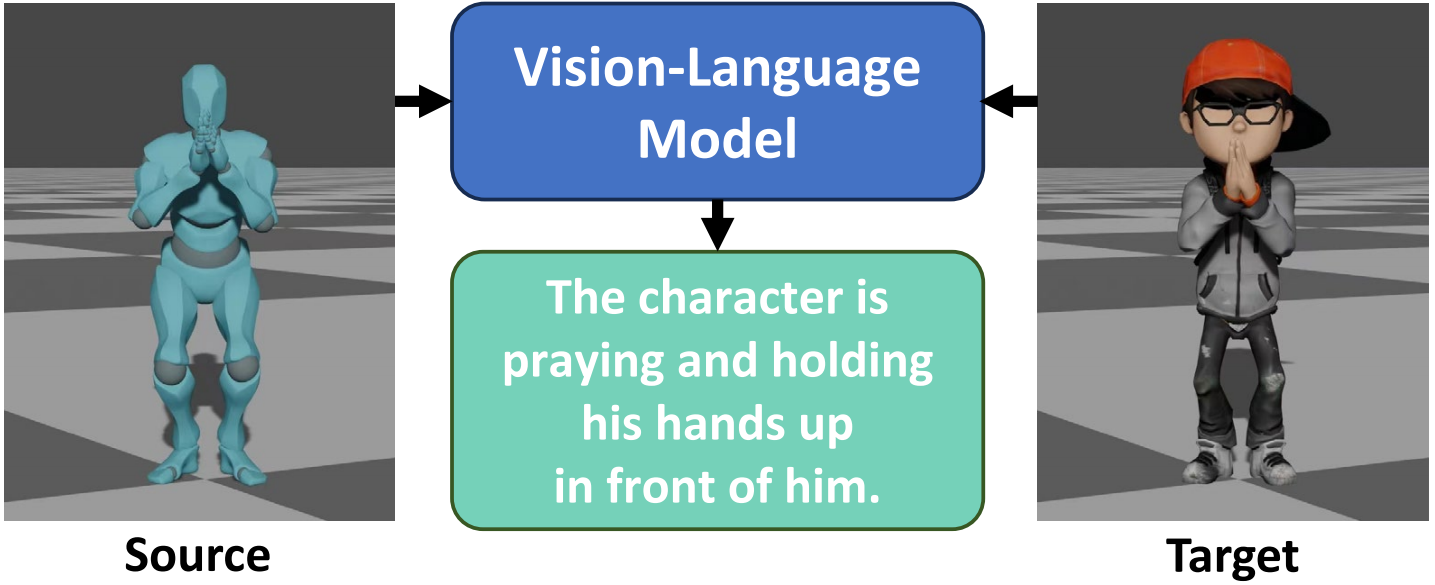 Vision-Language
Model
The character is
praying and holding
his hands up
in front of him.
Source
Target